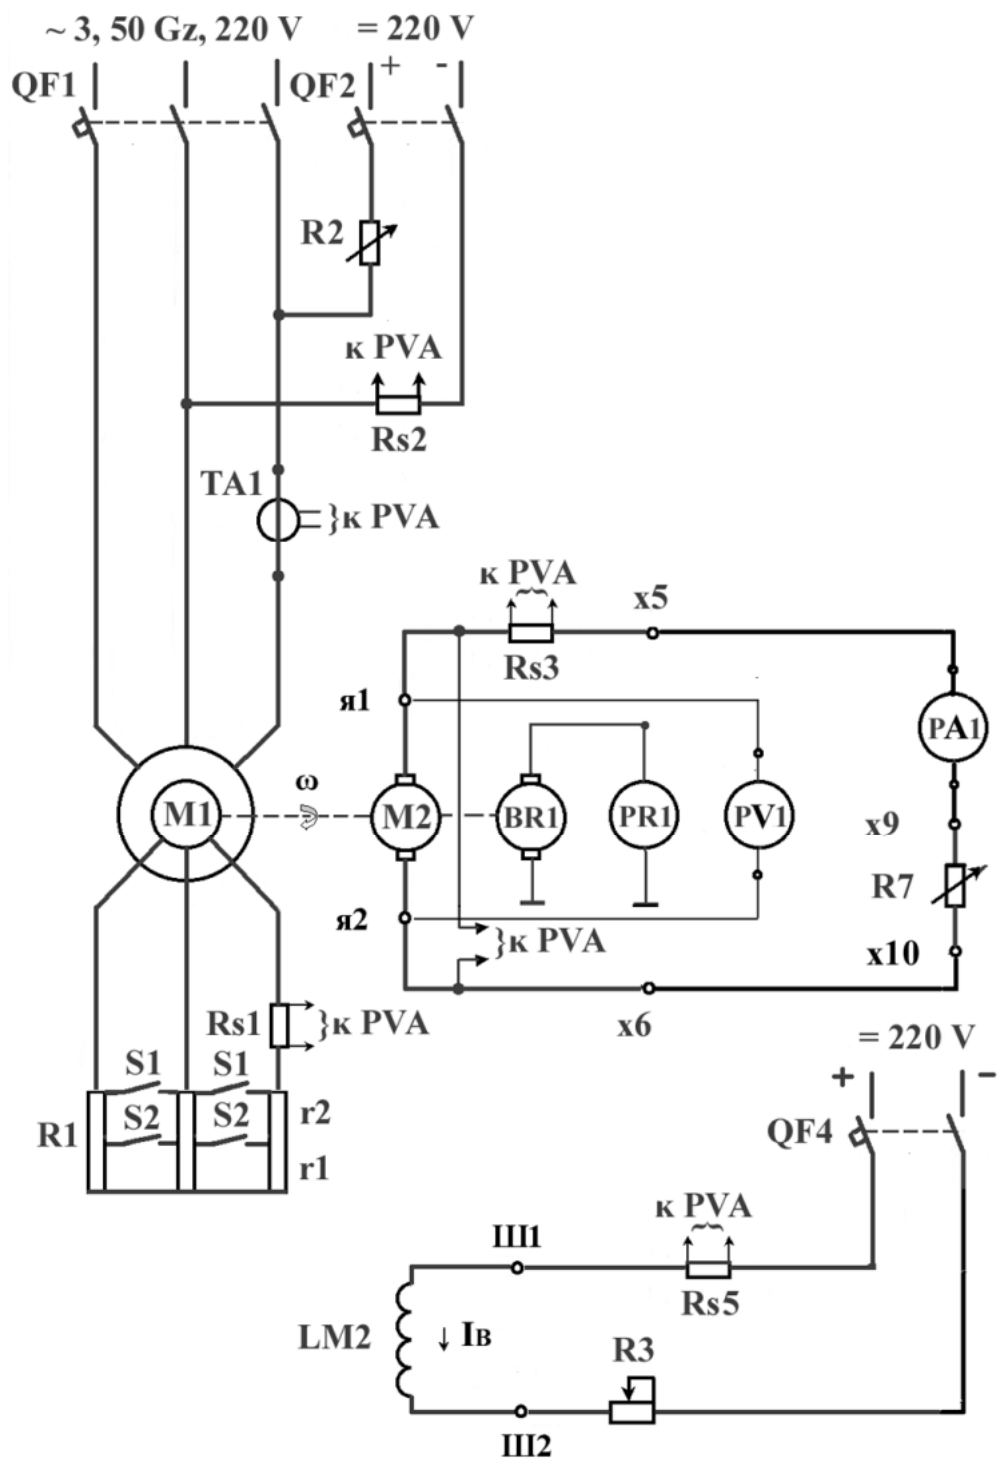 ~ 3, 50 Gz, 220 V
= 220 V
QF1
QF2
+
-
R2
к PVA
Rs2
TA1
}к PVA
к PVA
x5
Rs3
я1
PA1
ω
M1
M2
BR1
PR1
PV1
x9
R7
я2
}к PVA
x10
Rs1
}к PVA
x6
= 220 V
S1
S1
+
-
S2
S2
r2
R1
QF4
r1
к PVA
Ш1
Rs5
LM2
↓ Iв
R3
Ш2